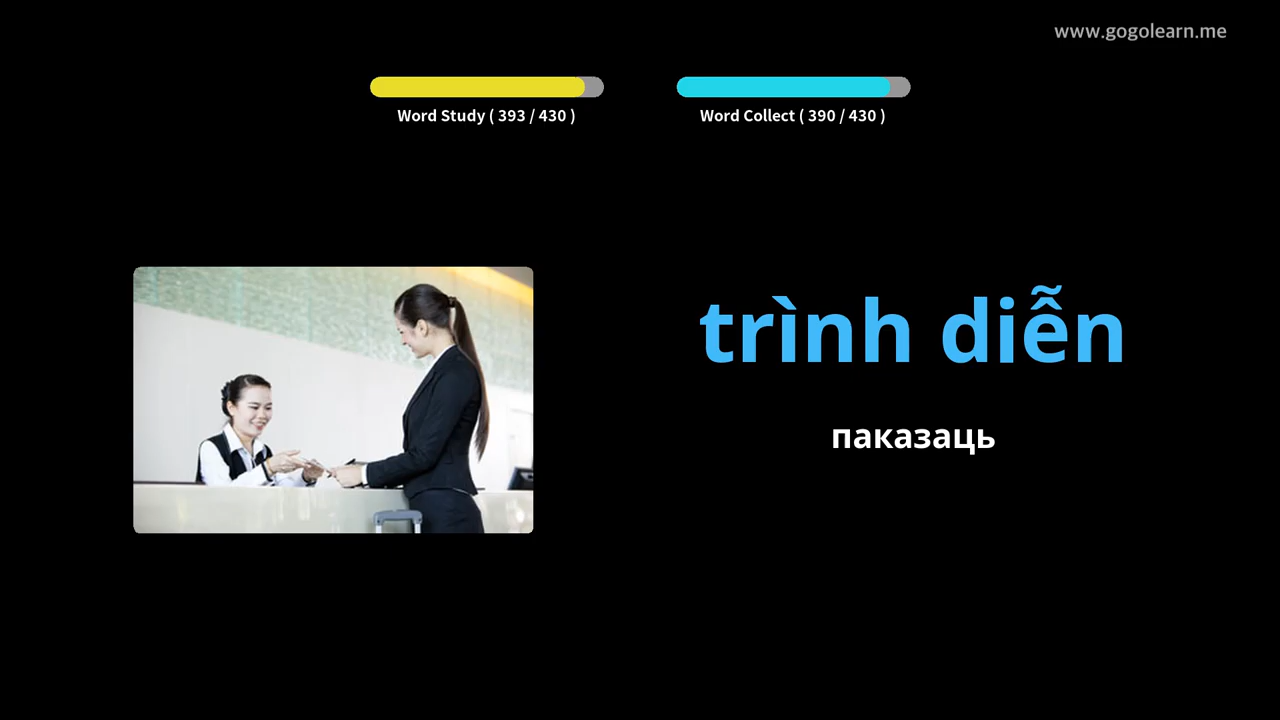 www.gogolearn.me
Word Study ( 393 / 430 )
Word Collect ( 390 / 430 )
trình diễn
паказаць